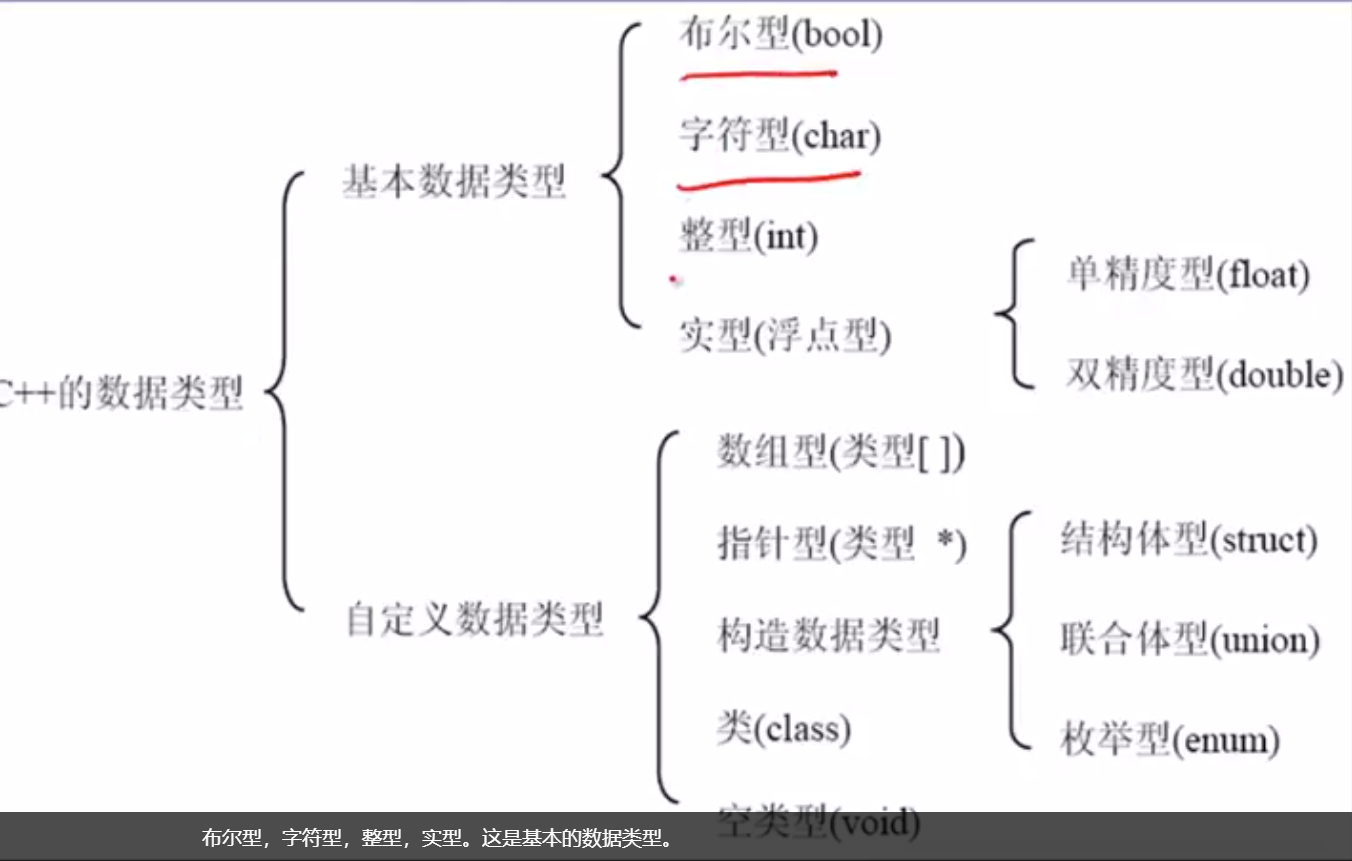 布尔型(bool)
字符型(char)
基本数据类型
整型(int)
单精度型(float)
实型(浮点型)
双精度型(double)
C++的数据类型
数组型(类型[ ])
指针型(类型 *)
结构体型(struct)
自定义数据类型
构造数据类型
联合体型(union)
类(class)
枚举型(enum)
空类型(void)
布尔型，字符型，整型，实型。这是基本的数据类型。